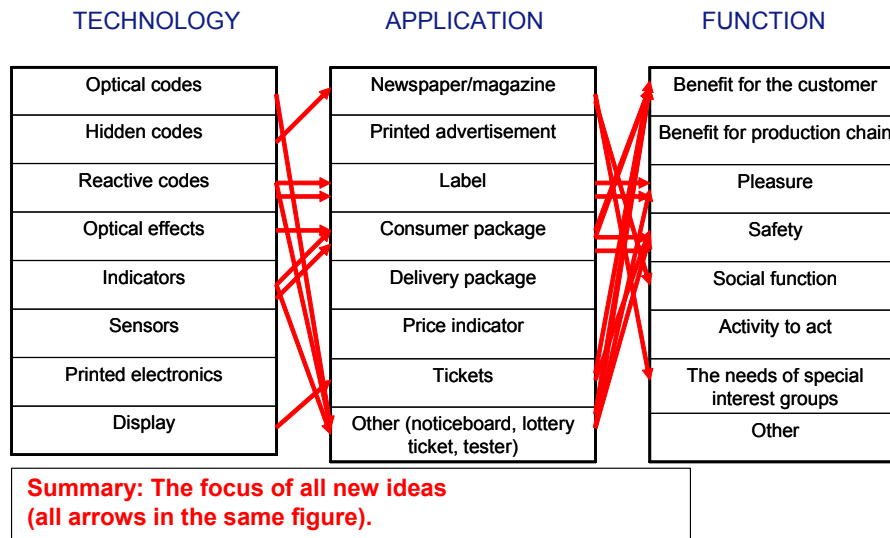 TECHNOLOGY
APPLICATION
FUNCTION
Optical codes
Hidden codes
Reactive codes
Optical effects
Indicators
Sensors
Printed electronics
Display
Newspaper/magazine
Printed advertisement
Label
Consumer package
Delivery package
Price indicator
Tickets
Other (noticeboard, lottery
ticket, tester)
Benefit for the customer
Benefit for production chain
Pleasure
Safety
Social function
Activity to act
The needs of special
interest groups
Other
Summary: The focus of all new ideas
(all arrows in the same figure).